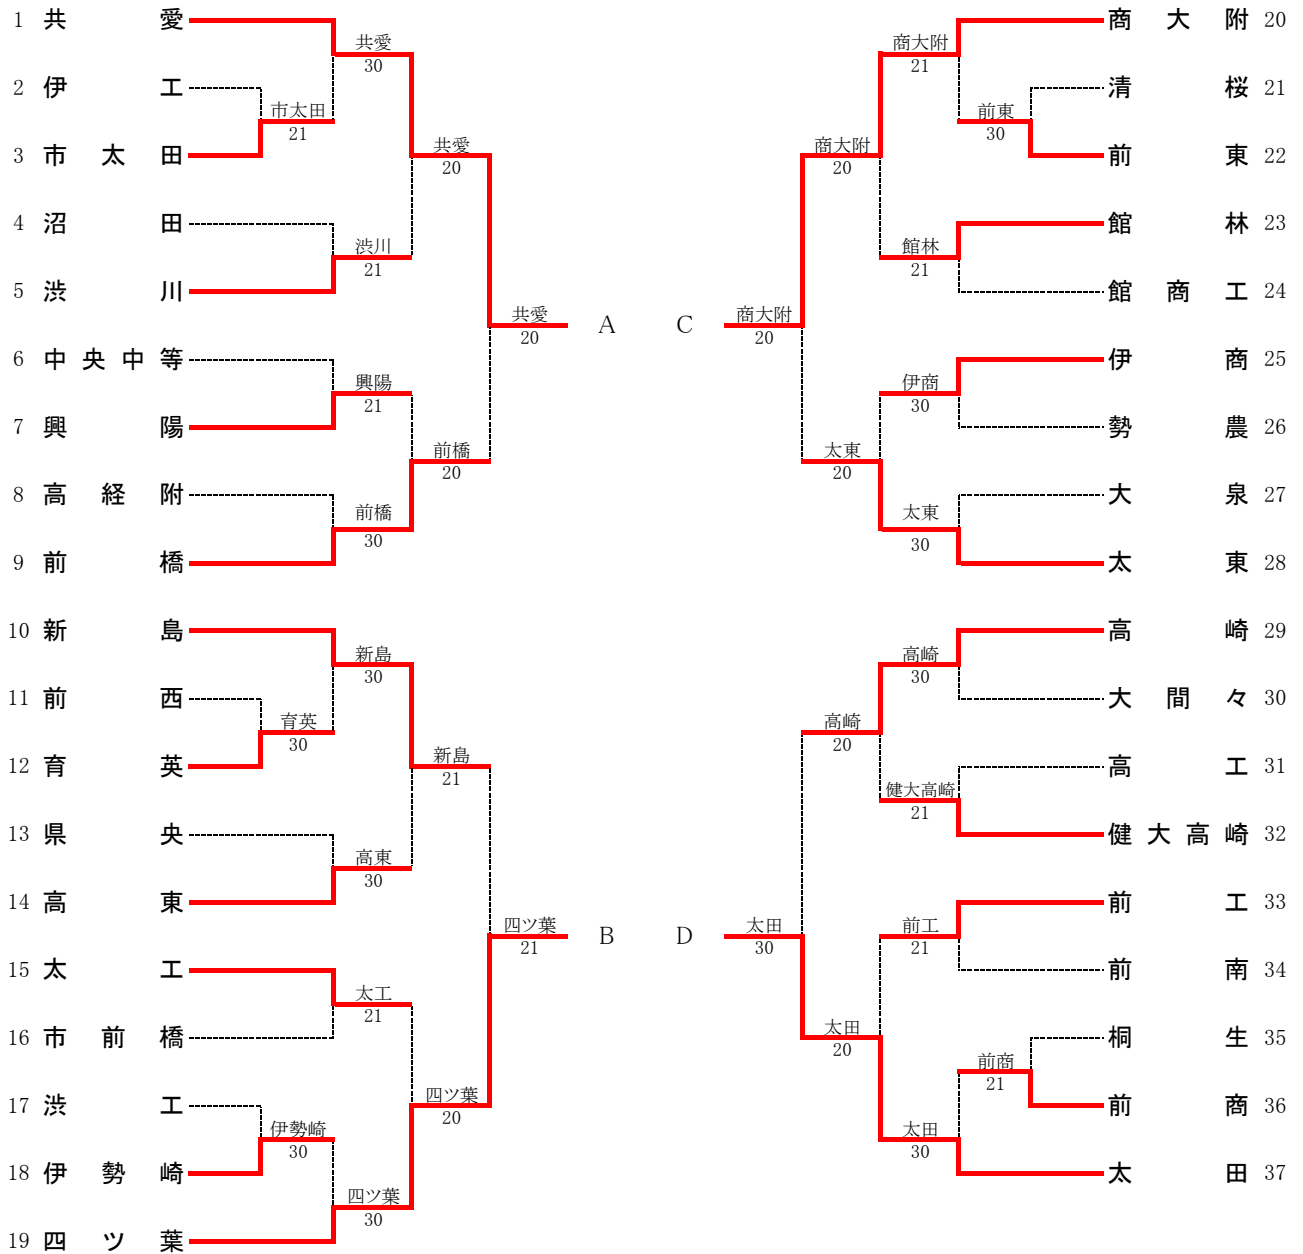 1 共愛
2 伊工
3 市太田
4 沼田
5 渋川
6 中央中等
7 興陽
8 高経附
9 前橋
10 新島
11 前西
12 育英
13 県央
14 高東
15 太工
16 市前橋
17 渋工
18 伊勢崎
19 四ツ葉
市太田
21
育英
30
伊勢崎
30
共愛
30
渋川
21
興陽
21
前橋
30
新島
30
高東
30
太工
21
四ツ葉
30
共愛
20
前橋
20
新島
21
四ツ葉
20
共愛
20
四ツ葉
21
A
B
C
D
商大附
20
太田
30
商大附
20
太東
20
高崎
20
太田
20
商大附
21
館林
21
伊商
30
太東
30
高崎
30
健大高崎
21
前工
21
太田
30
前東
30
前商
21
商大附 20
清桜 21
前東 22
館林 23
館商工 24
伊商 25
勢農 26
大泉 27
太東 28
高崎 29
大間々 30
高工 31
健大高崎 32
前工 33
前南 34
桐生 35
前商 36
太田 37